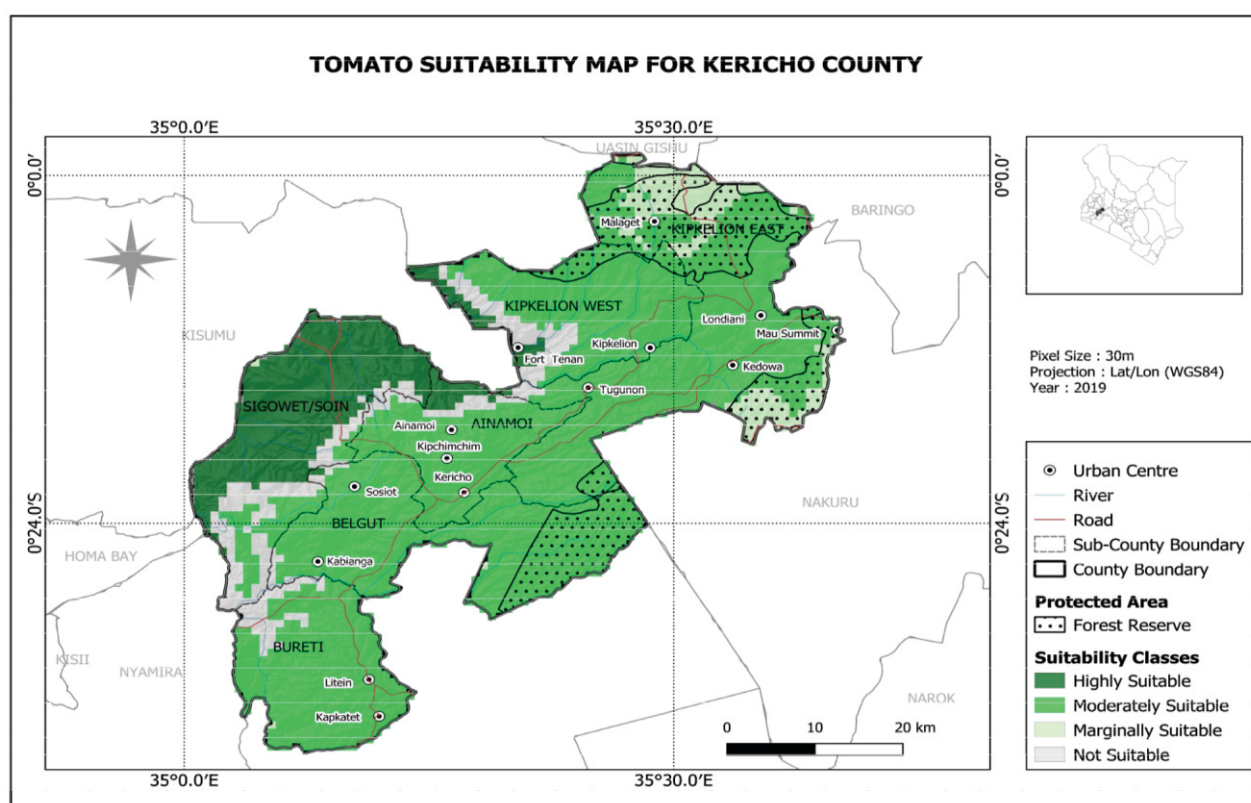 TOMATO SUITABILITY MAP FOR KERICHO COUNTY
35°0.0′E
35°30.0′E
0°0.0′
0°0.0′
UASIN GISHU
BARINGO
Malaget
KIPKELION EAST
KIPKELION WEST
KISUMU
Londiani
Mau Summit
Kipkelion
Fort Tenan
Kedowa
Tugunon
SIGOWET/SOIN
Ainamoi
AINAMOI
Kipchimchim
Kericho
Sosiot
NAKURU
BELGUT
0°24.0′S
0°24.0′S
HOMA BAY
Kabianga
BURETI
KISII
NYAMIRA
Litein
NAROK
Kapkatet
0
10
20 km
35°0.0′E
35°30.0′E
Pixel Size : 30m
Projection : Lat/Lon (WGS84)
Year : 2019
Urban Centre
River
Road
Sub-County Boundary
County Boundary
Protected Area
Forest Reserve
Suitability Classes
Highly Suitable
Moderately Suitable
Marginally Suitable
Not Suitable